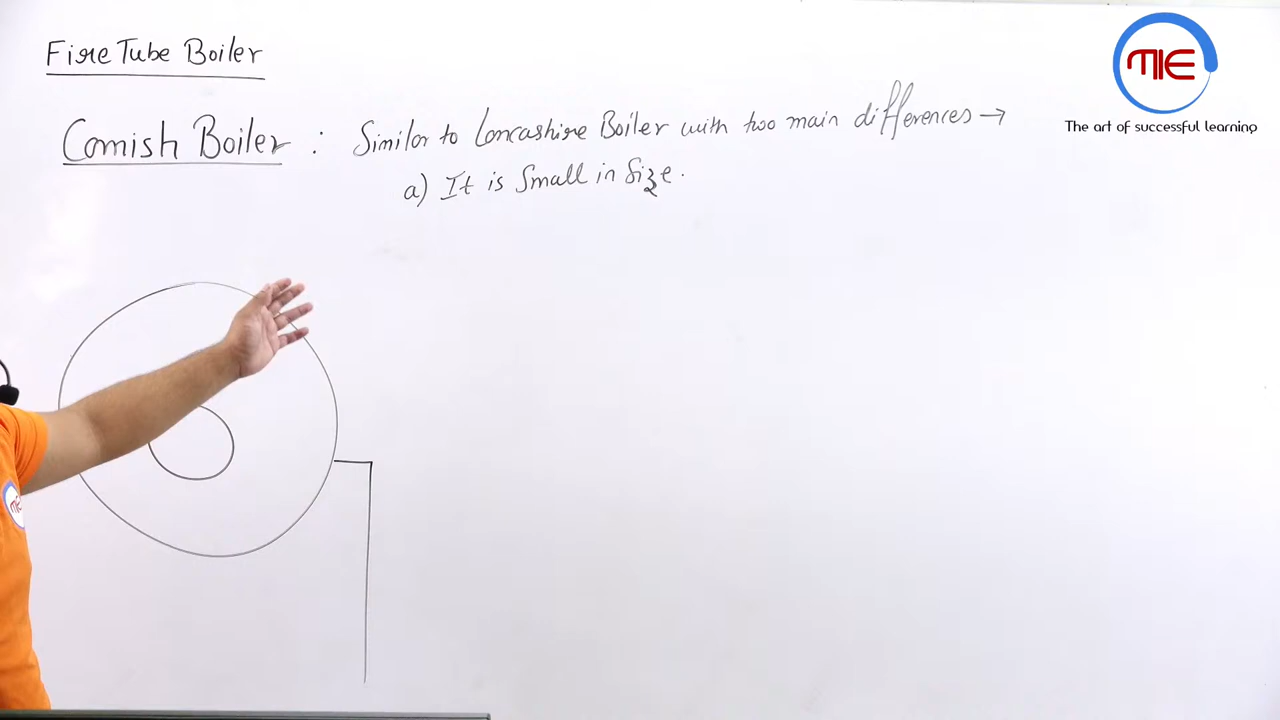 Fire Tube Boiler
Cornish Boiler : Similar to Lancashire Boiler with two main differences →
a) It is Small in Size.
TIE
The art of successful learning